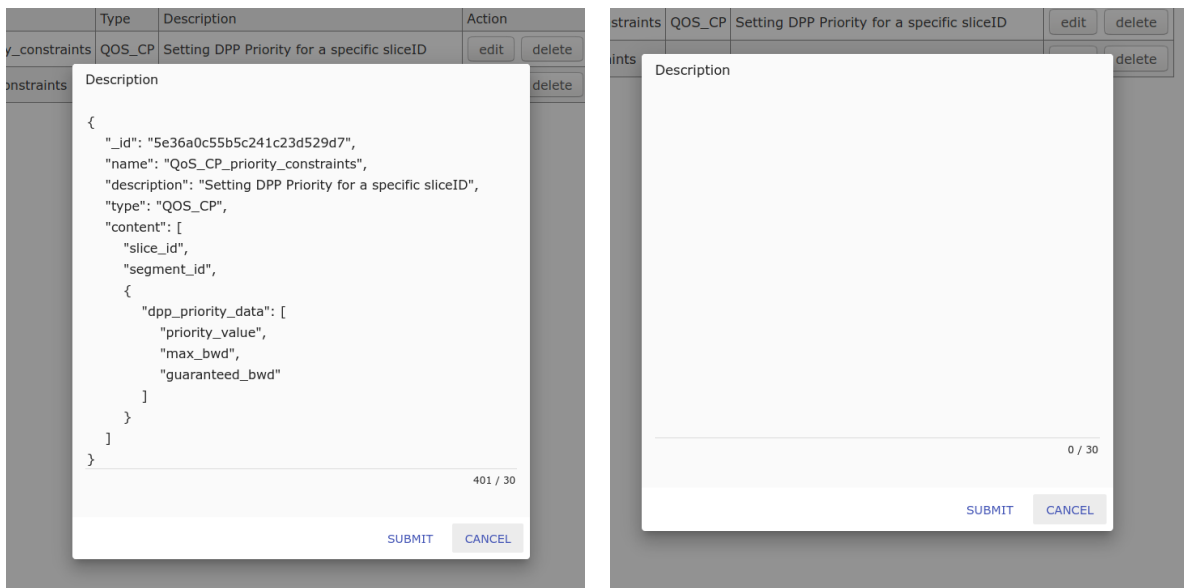 Type Description Action
y_constraints QOS_CP Setting DPP Priority for a specific sliceID edit delete
onstraints delete
Description
{
"_id": "5e36a0c55b5c241c23d529d7",
"name": "QoS_CP_priority_constraints",
"description": "Setting DPP Priority for a specific sliceID",
"type": "QOS_CP",
"content": [
"slice_id",
"segment_id",
{
"dpp_priority_data": [
"priority_value",
"max_bwd",
"guaranteed_bwd"
]
}
]
}
401 / 30
SUBMIT CANCEL
straints QOS_CP Setting DPP Priority for a specific sliceID edit delete
ints delete
Description
0 / 30
SUBMIT CANCEL